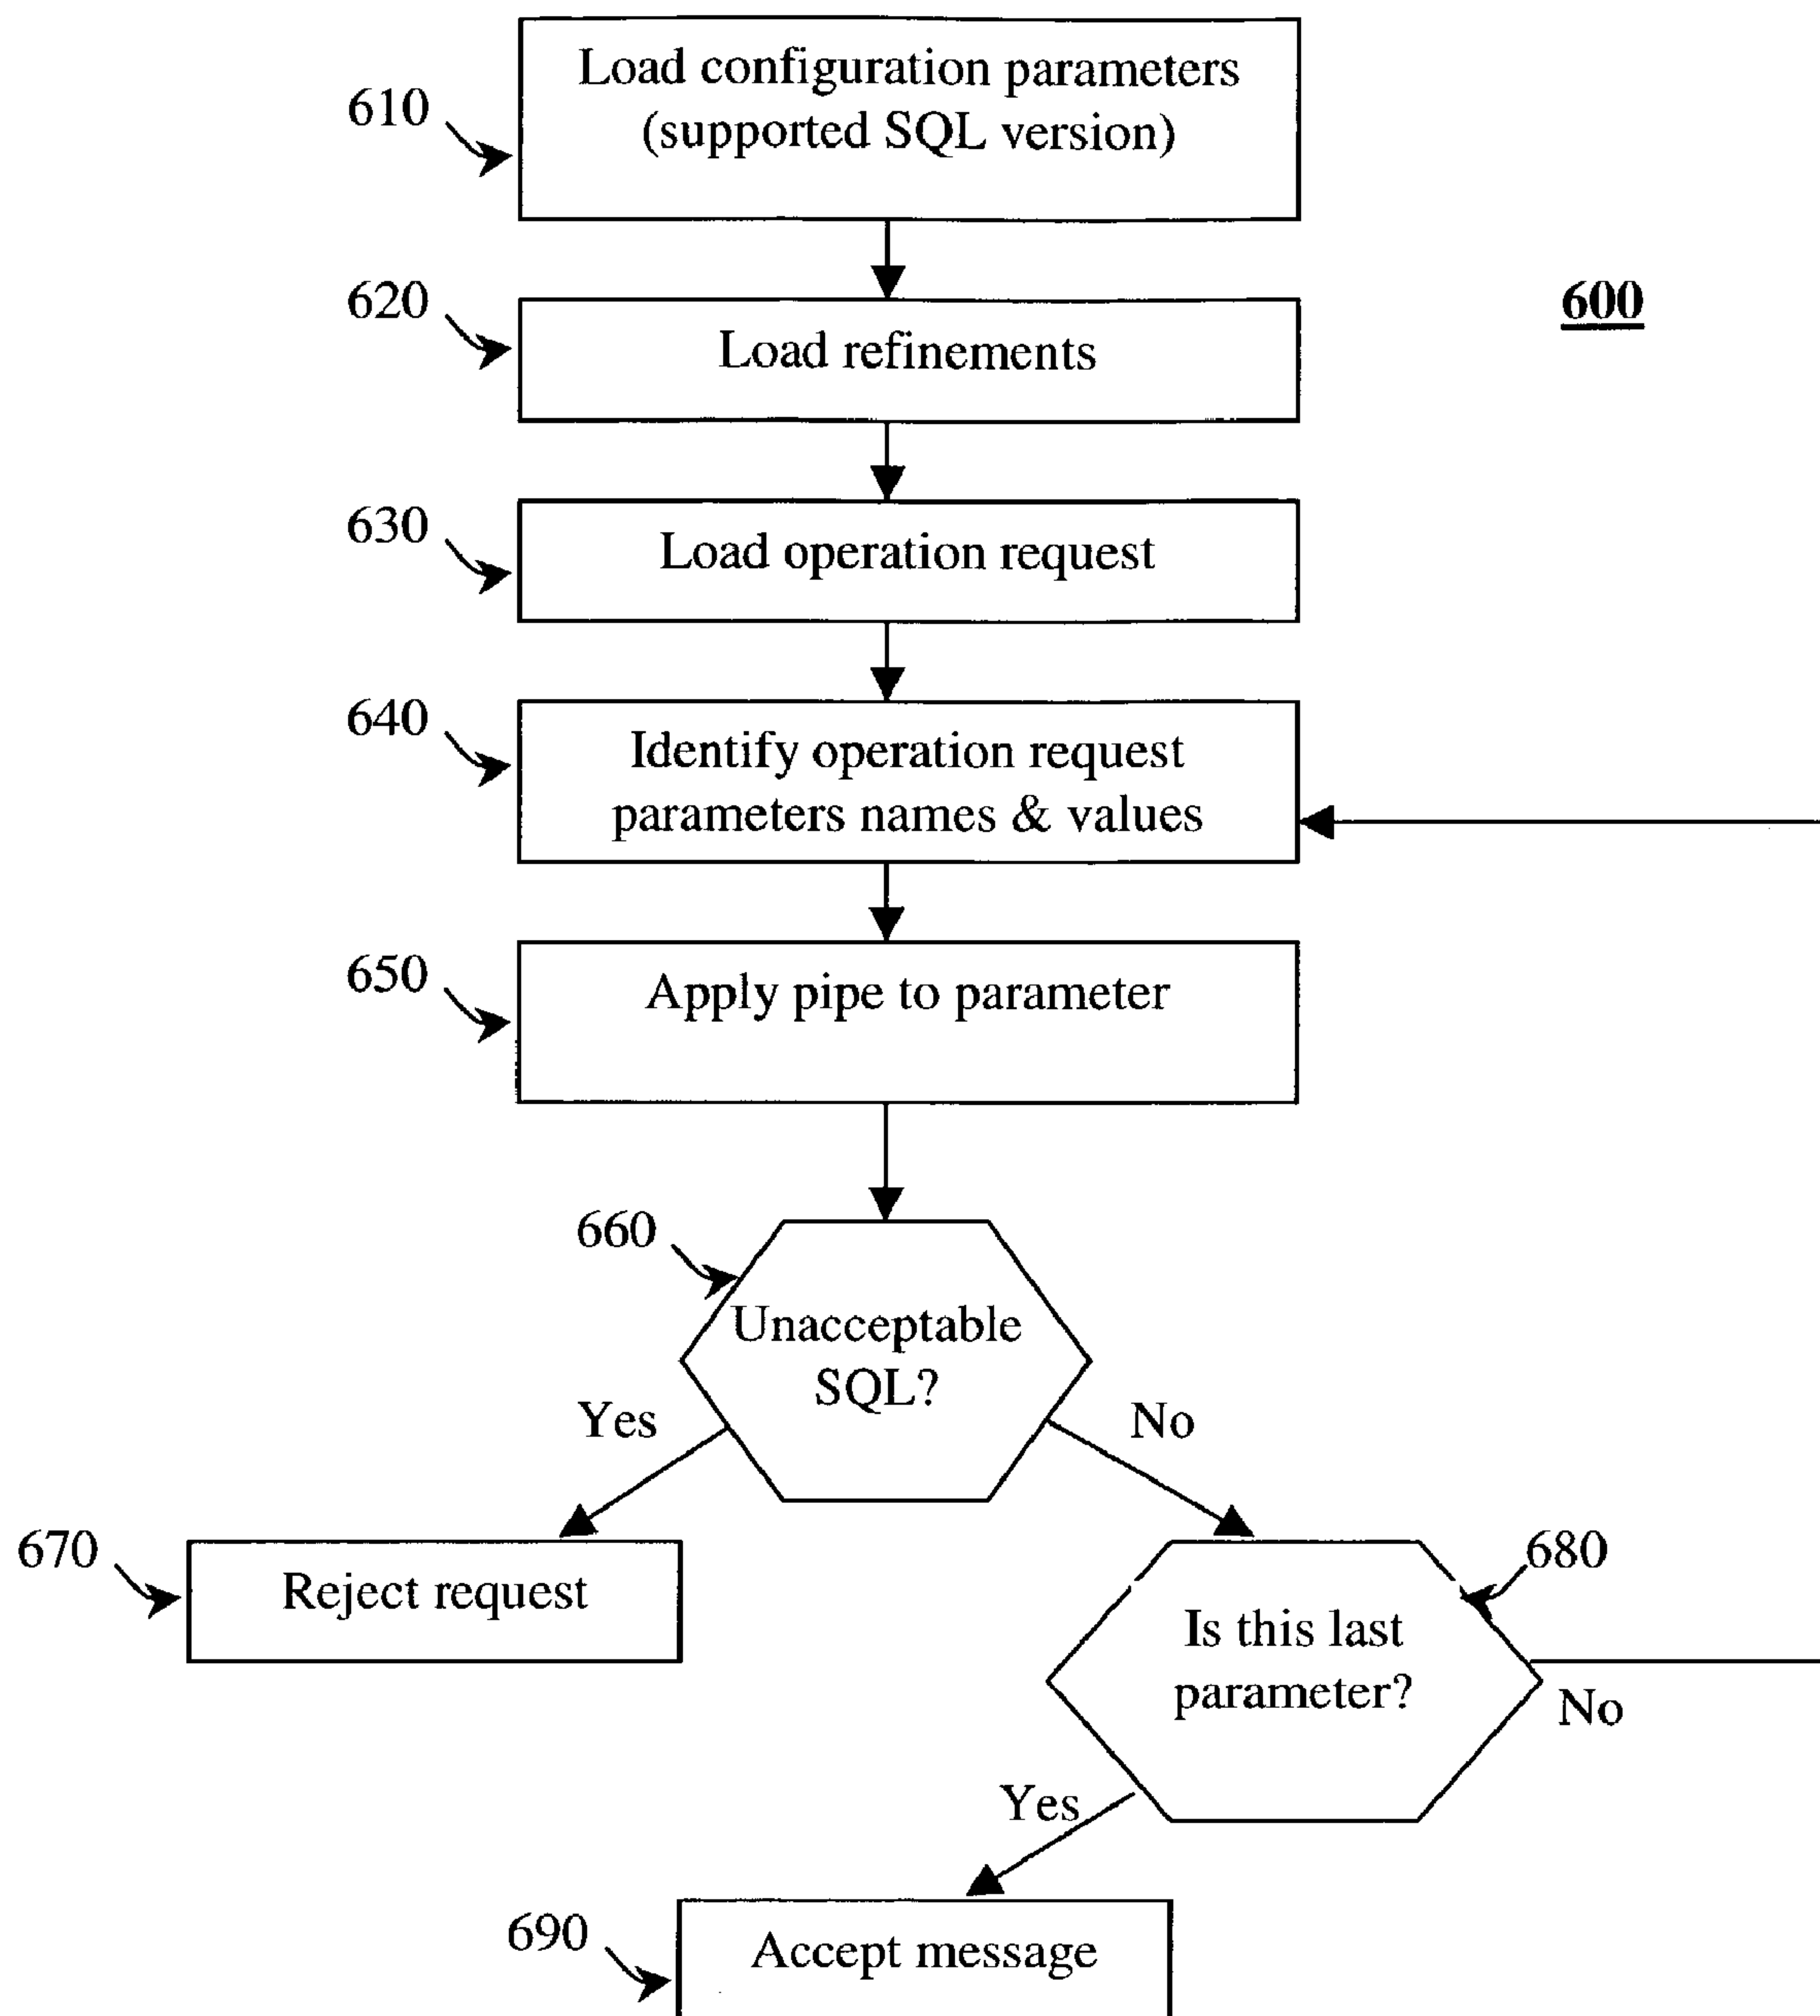 610
Load configuration parameters
(supported SQL version)
620
Load refinements
600
630
Load operation request
640
Identify operation request
parameters names & values
650
Apply pipe to parameter
660
Unacceptable
SQL?
Yes
No
670
Reject request
680
Is this last
parameter?
No
Yes
690
Accept message